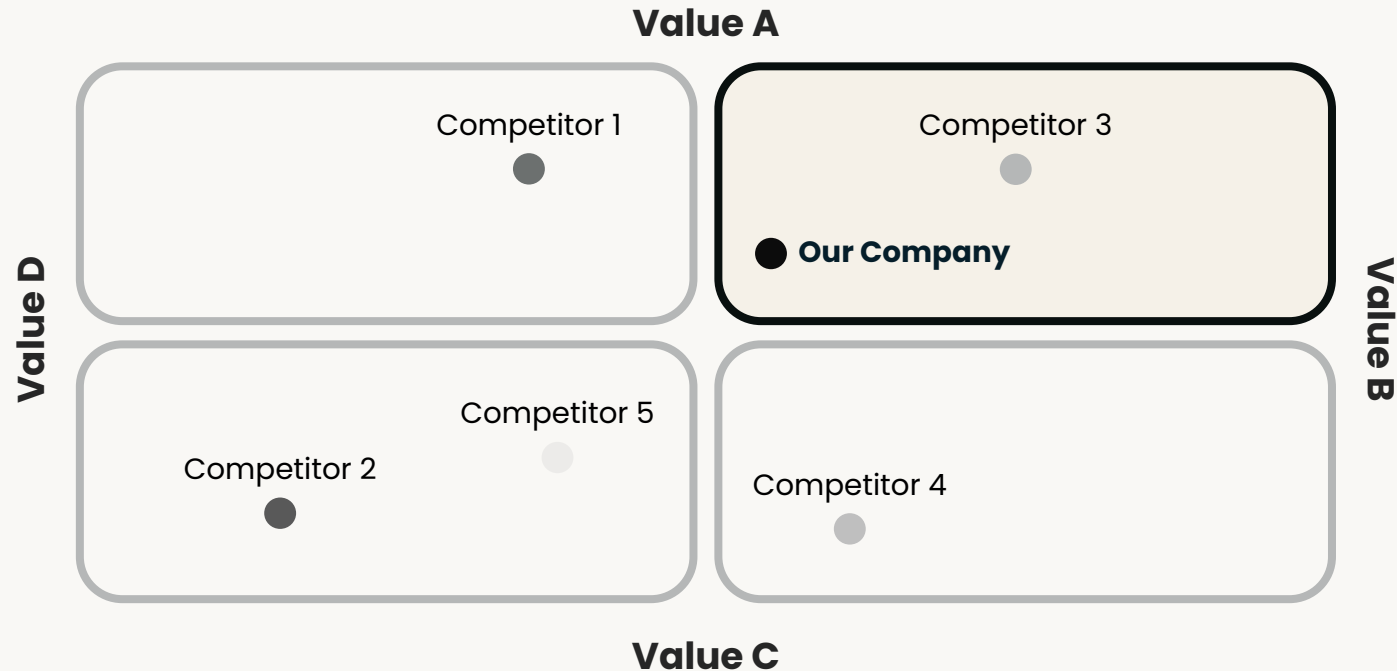 Value A
Competitor 1
Competitor 3
Our Company
Value D
Value B
Competitor 5
Competitor 2
Competitor 4
Value C